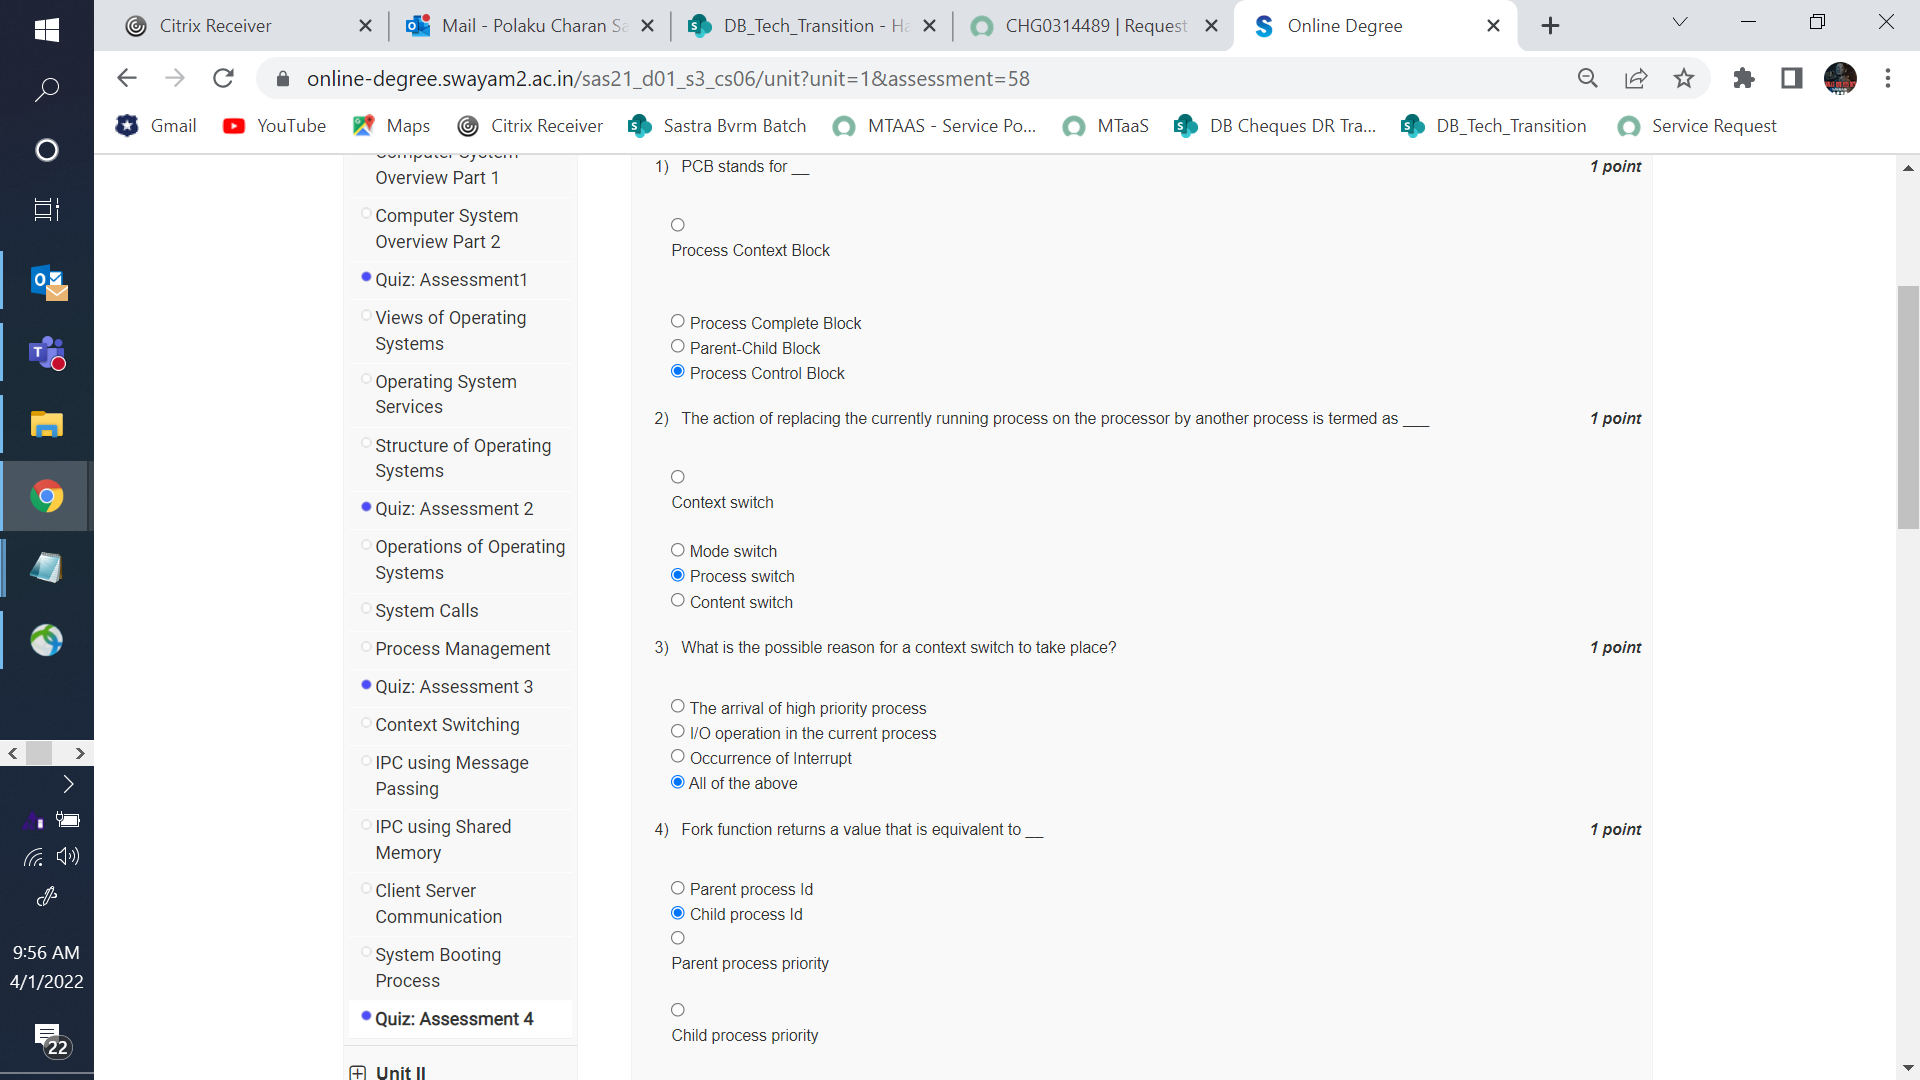 Citrix Receiver
Mail - Polaku Charan Sa
DB_Tech_Transition - Ha
CHG0314489 | Request
Online Degree
online-degree.swayam2.ac.in/sas21_d01_s3_cs06/unit?unit=1&assessment=58
Gmail
YouTube
Maps
Citrix Receiver
Sastra Bvrm Batch
MTAAS - Service Po...
MTaaS
DB Cheques DR Tra...
DB_Tech_Transition
Service Request
Computer System
Overview Part 1
Computer System
Overview Part 2
Quiz: Assessment1
Views of Operating
Systems
Operating System
Services
Structure of Operating
Systems
Quiz: Assessment 2
Operations of Operating
Systems
System Calls
Process Management
Quiz: Assessment 3
Context Switching
IPC using Message
Passing
IPC using Shared
Memory
Client Server
Communication
System Booting
Process
Quiz: Assessment 4
Unit II
1) PCB stands for __ 1 point
Process Context Block
Process Complete Block
Parent-Child Block
Process Control Block
2) The action of replacing the currently running process on the processor by another process is termed as ___ 1 point
Context switch
Mode switch
Process switch
Content switch
3) What is the possible reason for a context switch to take place? 1 point
The arrival of high priority process
I/O operation in the current process
Occurrence of Interrupt
All of the above
4) Fork function returns a value that is equivalent to __ 1 point
Parent process Id
Child process Id
Parent process priority
Child process priority
9:56 AM
4/1/2022
22